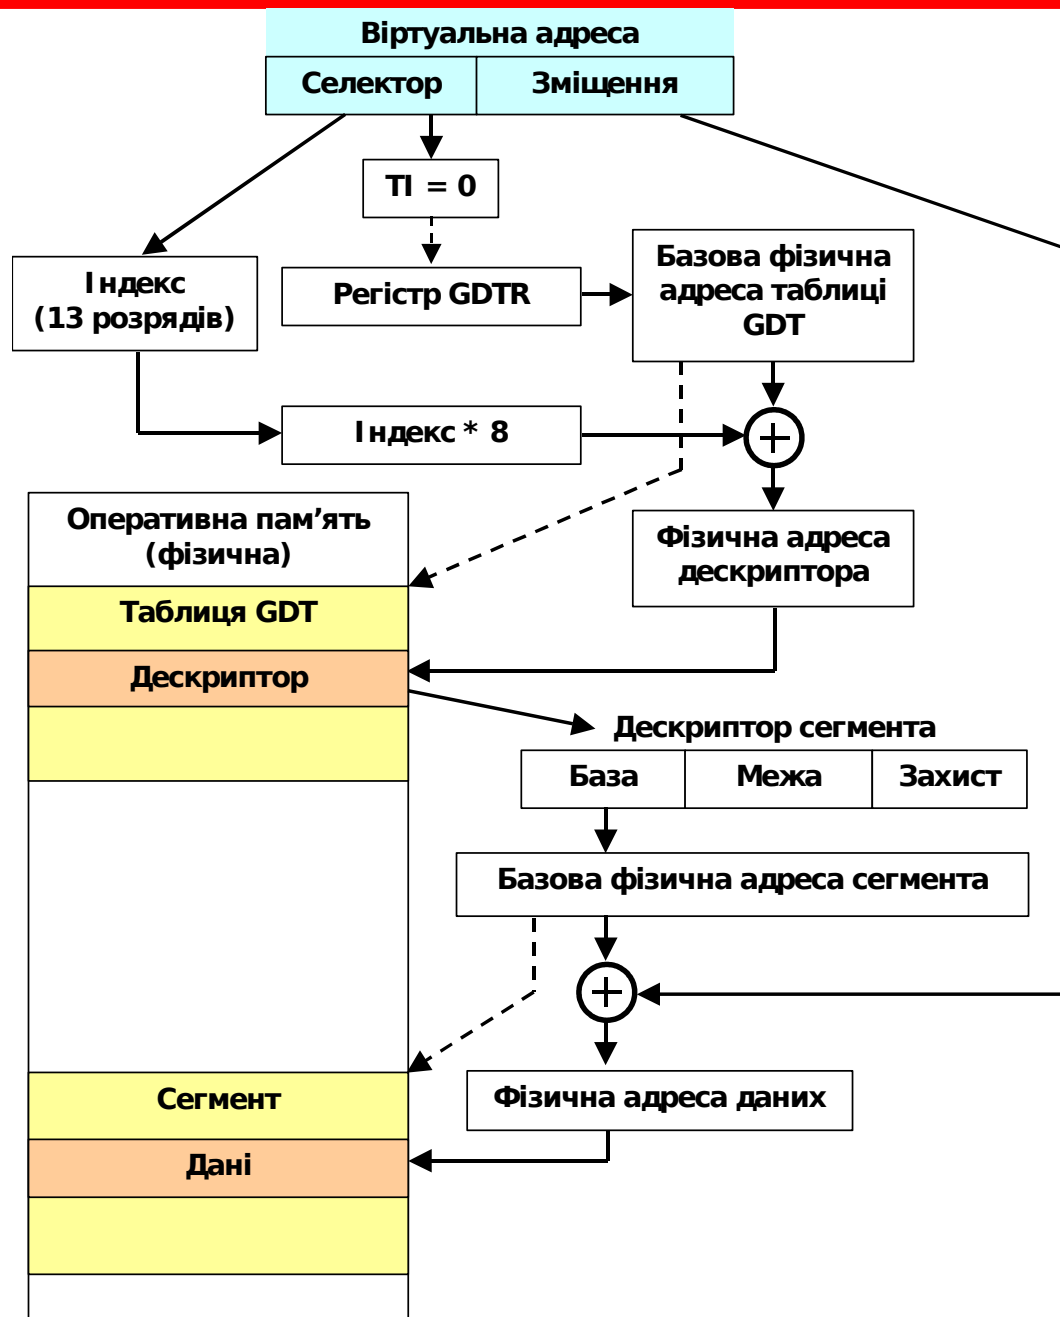 Віртуальна адреса
Селектор
Зміщення
TI = 0
Індекс
(13 розрядів)
Регістр GDTR
Базова фізична
адреса таблиці
GDT
Індекс * 8
Оперативна пам’ять
(фізична)
Фізична адреса
дескриптора
Таблиця GDT
Дескриптор
Дескриптор сегмента
База
Межа
Захист
Базова фізична адреса сегмента
Сегмент
Фізична адреса даних
Дані